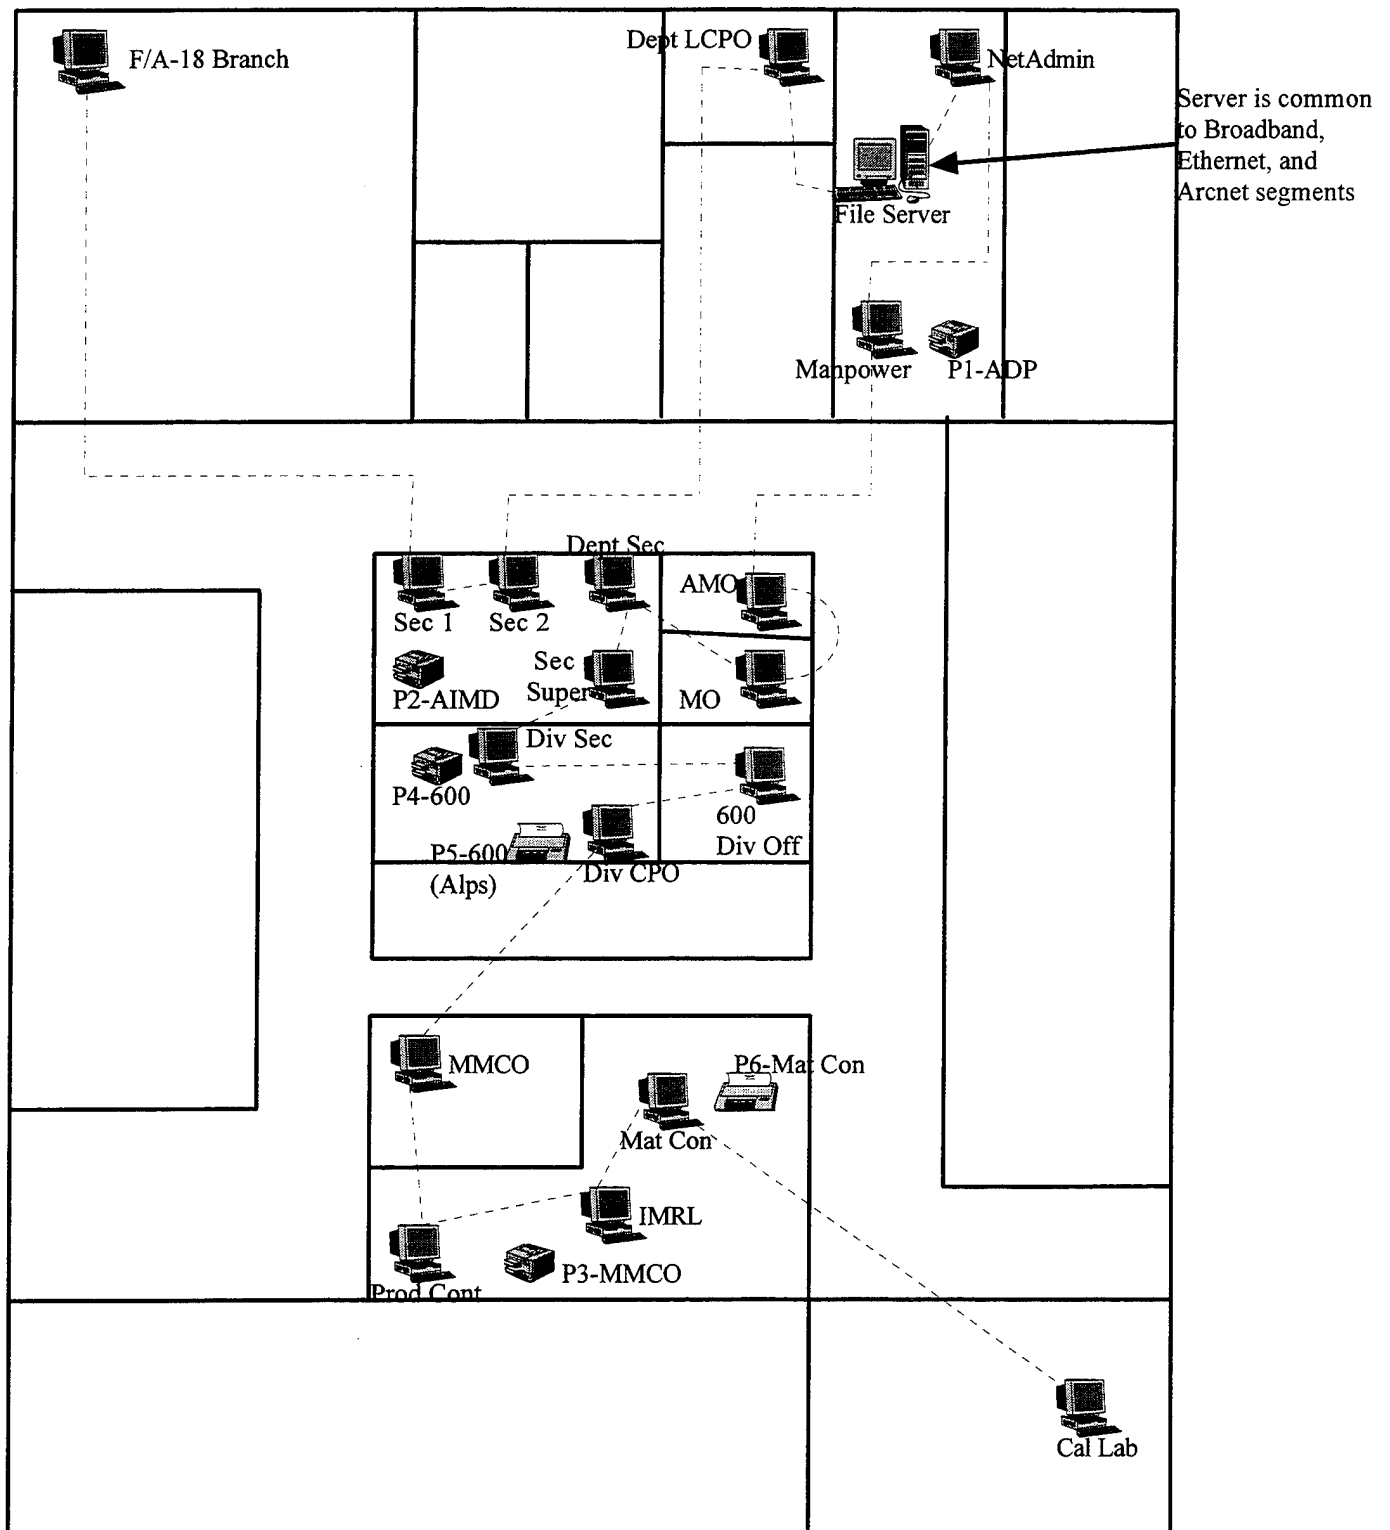 F/A-18 Branch
Dept LCPO
NetAdmin
Server is common
to Broadband,
Ethernet, and
Arcnet segments
File Server
Manpower
P1-ADP
Dept Sec
AMO
Sec 1
Sec 2
Sec
Super
P2-AIMD
MO
Div Sec
P4-600
600
Div Off
P5-600
(Alps)
Div CPO
MMCO
P6-Mat Con
Mat Con
IMRL
P3-MMCO
Prod Cont
Cal Lab